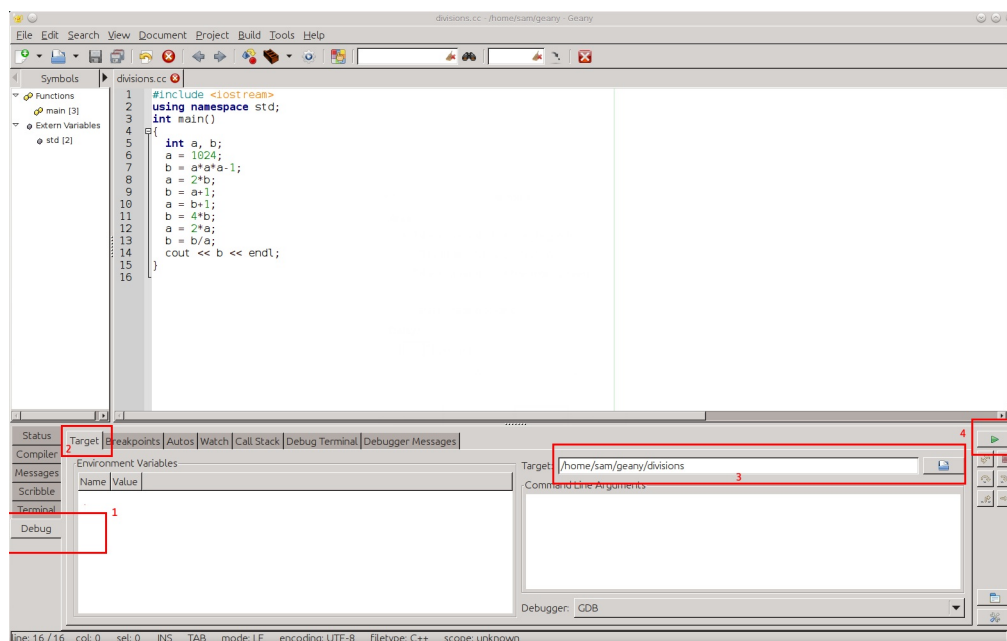 divisions.cc - /home/sam/geany - Geany
File Edit Search View Document Project Build Tools Help
Symbols divisions.cc
Functions
main [3]
Extern Variables
std [2]
1 #include <iostream>
2 using namespace std;
3 int main()
4 {
5 int a, b;
6 a = 1024;
7 b = a*a*a-1;
8 a = 2*b;
9 b = a+1;
10 a = b+1;
11 b = 4*b;
12 a = 2*a;
13 b = b/a;
14 cout << b << endl;
15 }
16
Status
Compiler
Messages
Scribble
Terminal
Debug
1
Target Breakpoints Autos Watch Call Stack Debug Terminal Debugger Messages
2
4
Environment Variables
Name Value
Target: /home/sam/geany/divisions
3
Command Line Arguments
Debugger: GDB
line: 16 / 16 col: 0 sel: 0 INS TAB mode: LF encoding: UTF-8 filetype: C++ scope: unknown